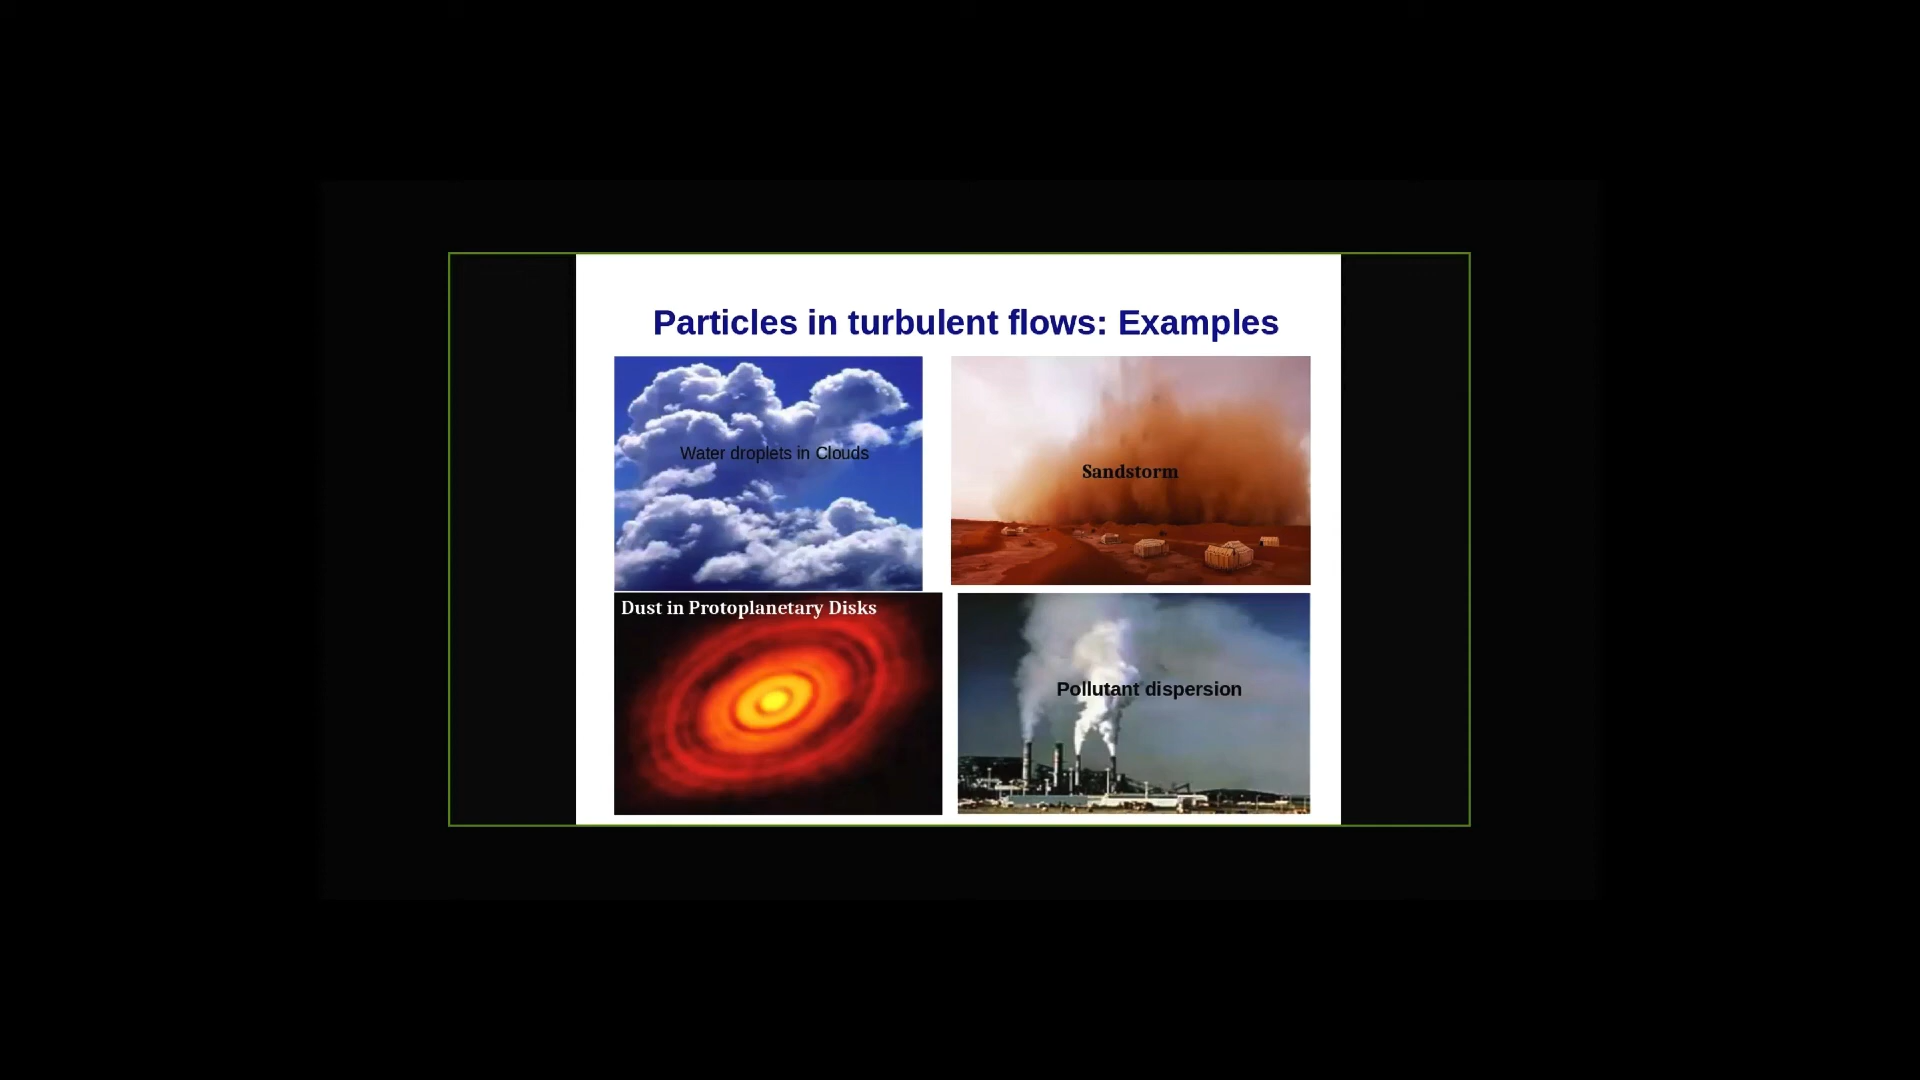 Particles in turbulent flows: Examples
Water droplets in Clouds
Sandstorm
Dust in Protoplanetary Disks
Pollutant dispersion